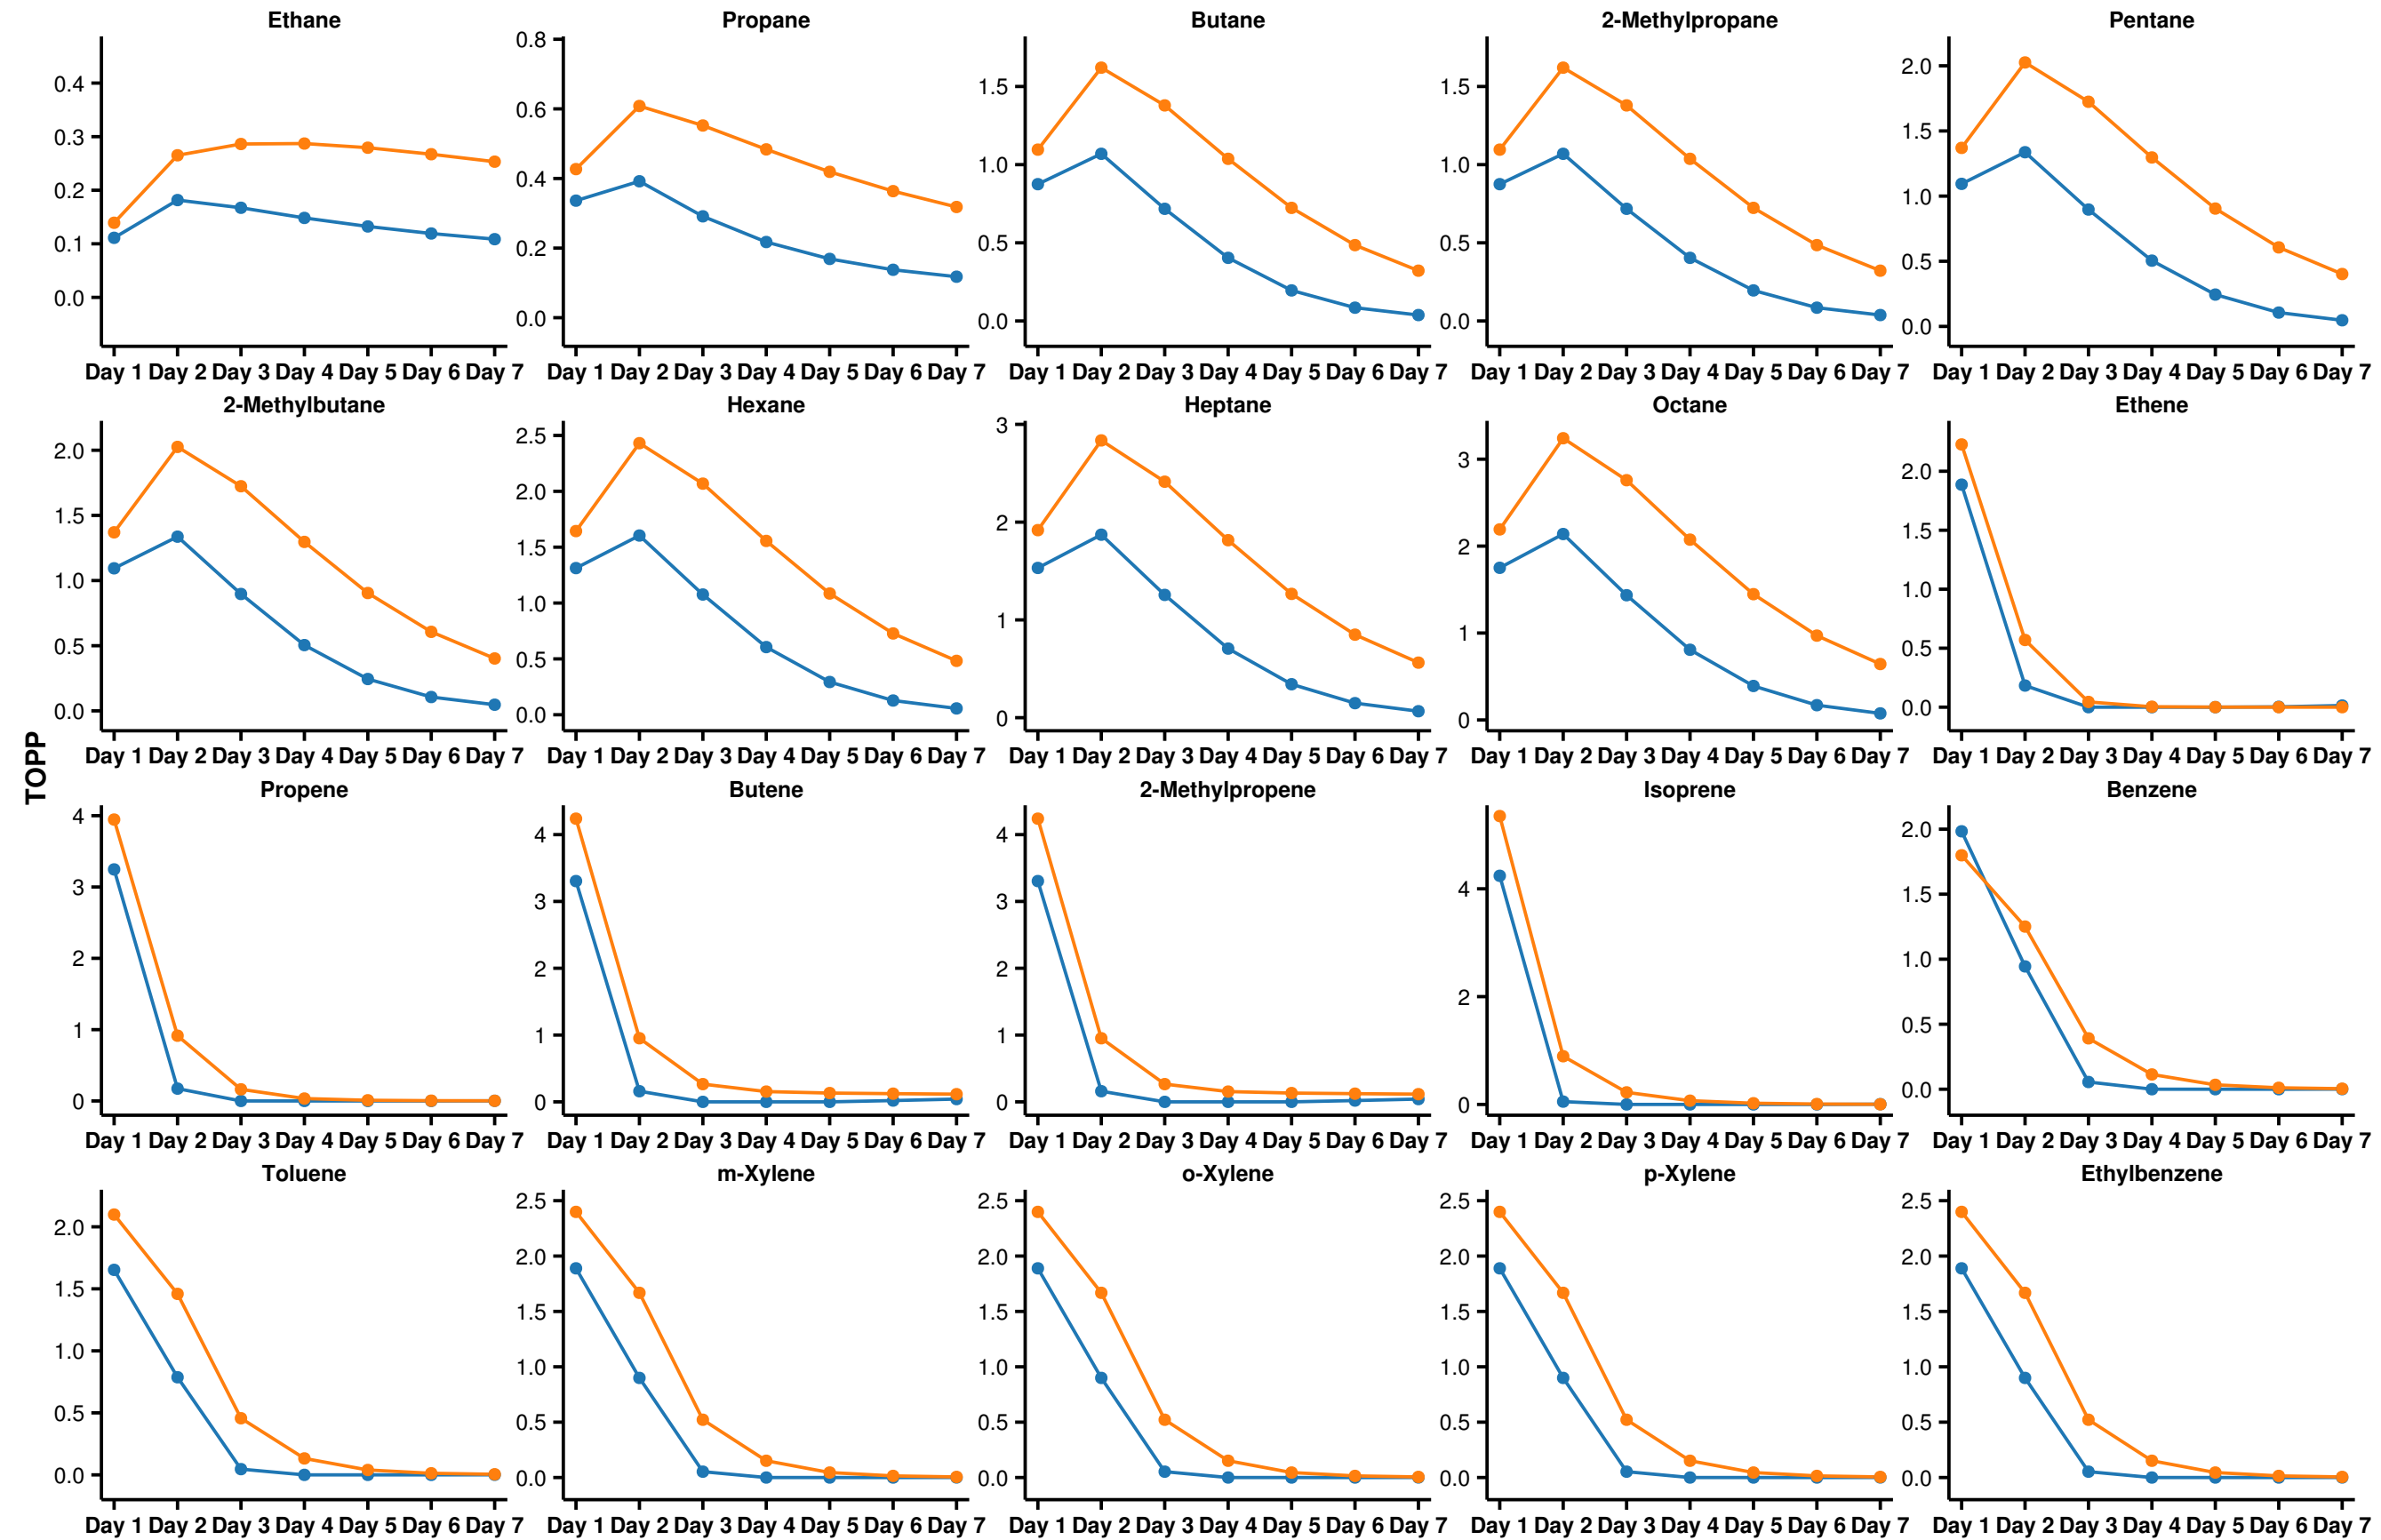 Ethane Propane Butane 2-Methylpropane Pentane
0.4 0.3 0.2 0.1 0.0
0.8 0.6 0.4 0.2 0.0
1.5 1.0 0.5 0.0
1.5 1.0 0.5 0.0
2.0 1.5 1.0 0.5 0.0
Day 1 Day 2 Day 3 Day 4 Day 5 Day 6 Day 7 Day 1 Day 2 Day 3 Day 4 Day 5 Day 6 Day 7 Day 1 Day 2 Day 3 Day 4 Day 5 Day 6 Day 7 Day 1 Day 2 Day 3 Day 4 Day 5 Day 6 Day 7 Day 1 Day 2 Day 3 Day 4 Day 5 Day 6 Day 7
2-Methylbutane Hexane Heptane Octane Ethene
2.0 1.5 1.0 0.5 0.0
2.5 2.0 1.5 1.0 0.5 0.0
3 2 1 0
3 2 1 0
2.0 1.5 1.0 0.5 0.0
Day 1 Day 2 Day 3 Day 4 Day 5 Day 6 Day 7 Day 1 Day 2 Day 3 Day 4 Day 5 Day 6 Day 7 Day 1 Day 2 Day 3 Day 4 Day 5 Day 6 Day 7 Day 1 Day 2 Day 3 Day 4 Day 5 Day 6 Day 7 Day 1 Day 2 Day 3 Day 4 Day 5 Day 6 Day 7
TOPP
Propene Butene 2-Methylpropene Isoprene Benzene
4 3 2 1 0
4 3 2 1 0
4 3 2 1 0
4 2 0
2.0 1.5 1.0 0.5 0.0
Day 1 Day 2 Day 3 Day 4 Day 5 Day 6 Day 7 Day 1 Day 2 Day 3 Day 4 Day 5 Day 6 Day 7 Day 1 Day 2 Day 3 Day 4 Day 5 Day 6 Day 7 Day 1 Day 2 Day 3 Day 4 Day 5 Day 6 Day 7 Day 1 Day 2 Day 3 Day 4 Day 5 Day 6 Day 7
Toluene m-Xylene o-Xylene p-Xylene Ethylbenzene
2.0 1.5 1.0 0.5 0.0
2.5 2.0 1.5 1.0 0.5 0.0
2.5 2.0 1.5 1.0 0.5 0.0
2.5 2.0 1.5 1.0 0.5 0.0
2.5 2.0 1.5 1.0 0.5 0.0
Day 1 Day 2 Day 3 Day 4 Day 5 Day 6 Day 7 Day 1 Day 2 Day 3 Day 4 Day 5 Day 6 Day 7 Day 1 Day 2 Day 3 Day 4 Day 5 Day 6 Day 7 Day 1 Day 2 Day 3 Day 4 Day 5 Day 6 Day 7 Day 1 Day 2 Day 3 Day 4 Day 5 Day 6 Day 7